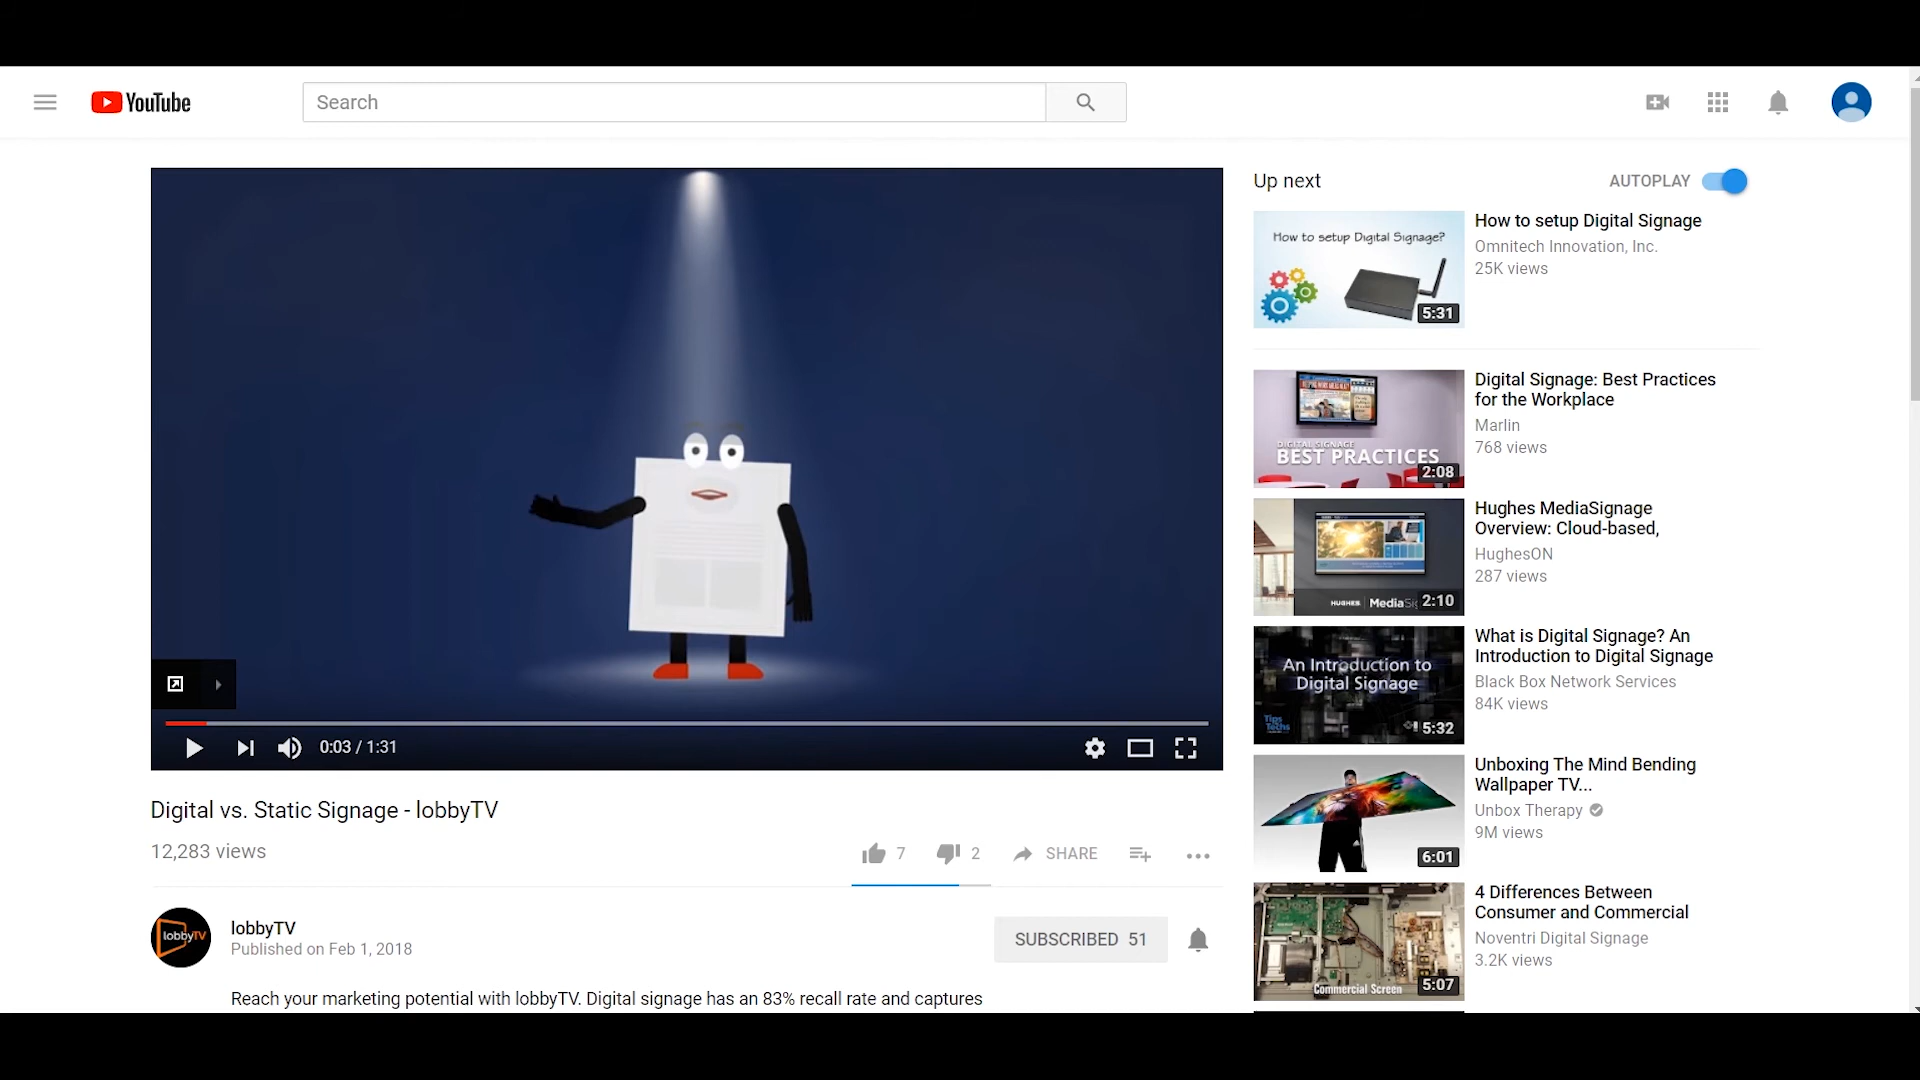 YouTube
Search
Up next
AUTOPLAY
How to setup Digital Signage?
5:31
How to setup Digital Signage
Omnitech Innovation, Inc.
25K views
DIGITAL SIGNAGE
BEST PRACTICES
2:08
Digital Signage: Best Practices
for the Workplace
Marlin
768 views
HUGHES MediaSig
2:10
Hughes MediaSignage
Overview: Cloud-based,
HughesON
287 views
An Introduction to
Digital Signage
Tips
Techs
5:32
What is Digital Signage? An
Introduction to Digital Signage
Black Box Network Services
84K views
6:01
Unboxing The Mind Bending
Wallpaper TV...
Unbox Therapy
9M views
Commercial Screen
5:07
4 Differences Between
Consumer and Commercial
Noventri Digital Signage
3.2K views
0:03 / 1:31
Digital vs. Static Signage - lobbyTV
12,283 views
7
2
SHARE
lobbyTV
lobbyTV
Published on Feb 1, 2018
SUBSCRIBED 51
Reach your marketing potential with lobbyTV. Digital signage has an 83% recall rate and captures